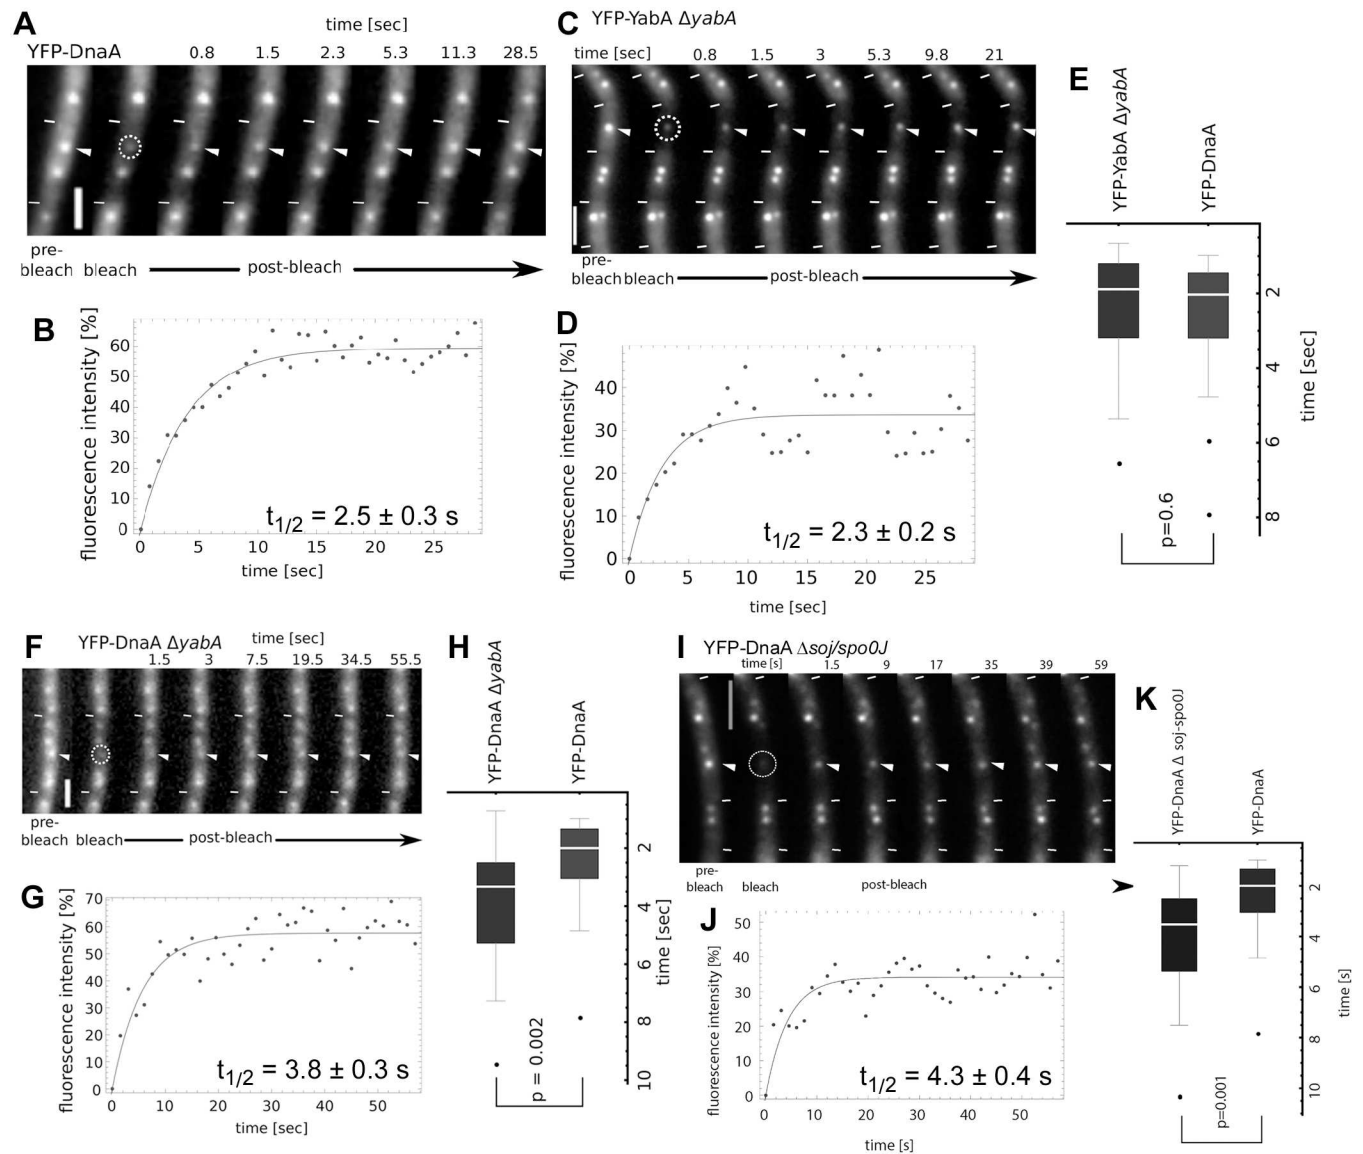 A
time [sec]
YFP-DnaA
0.8 1.5 2.3 5.3 11.3 28.5
pre-
bleach bleach
post-bleach
B
fluorescence intensity [%]
60
50
40
30
20
10
0
t1/2 = 2.5 ± 0.3 s
0 5 10 15 20 25
time [sec]
C
YFP-YabA ΔyabA
time [sec] 0.8 1.5 3 5.3 9.8 21
pre-
bleach bleach
post-bleach
D
fluorescence intensity [%]
40
30
20
10
0
t1/2 = 2.3 ± 0.2 s
0 5 10 15 20 25
time [sec]
E
YFP-YabA ΔyabA
YFP-DnaA
2
4
6
8
time [sec]
p=0.6
F
YFP-DnaA ΔyabA
time [sec]
1.5 3 7.5 19.5 34.5 55.5
pre-
bleach bleach
post-bleach
G
fluorescence intensity [%]
70
60
50
40
30
20
10
0
t1/2 = 3.8 ± 0.3 s
0 10 20 30 40 50
time [sec]
H
YFP-DnaA ΔyabA
YFP-DnaA
2
4
6
8
10
time [sec]
p = 0.002
I
YFP-DnaA Δsoj/spo0J
time [s] 1.5 9 17 35 39 59
pre-
bleach
bleach
post-bleach
J
fluorescence intensity [%]
50
40
30
20
10
0
t1/2 = 4.3 ± 0.4 s
0 10 20 30 40 50
time [s]
K
YFP-DnaA Δ soj-spo0J
YFP-DnaA
2
4
6
8
10
time [s]
p=0.001